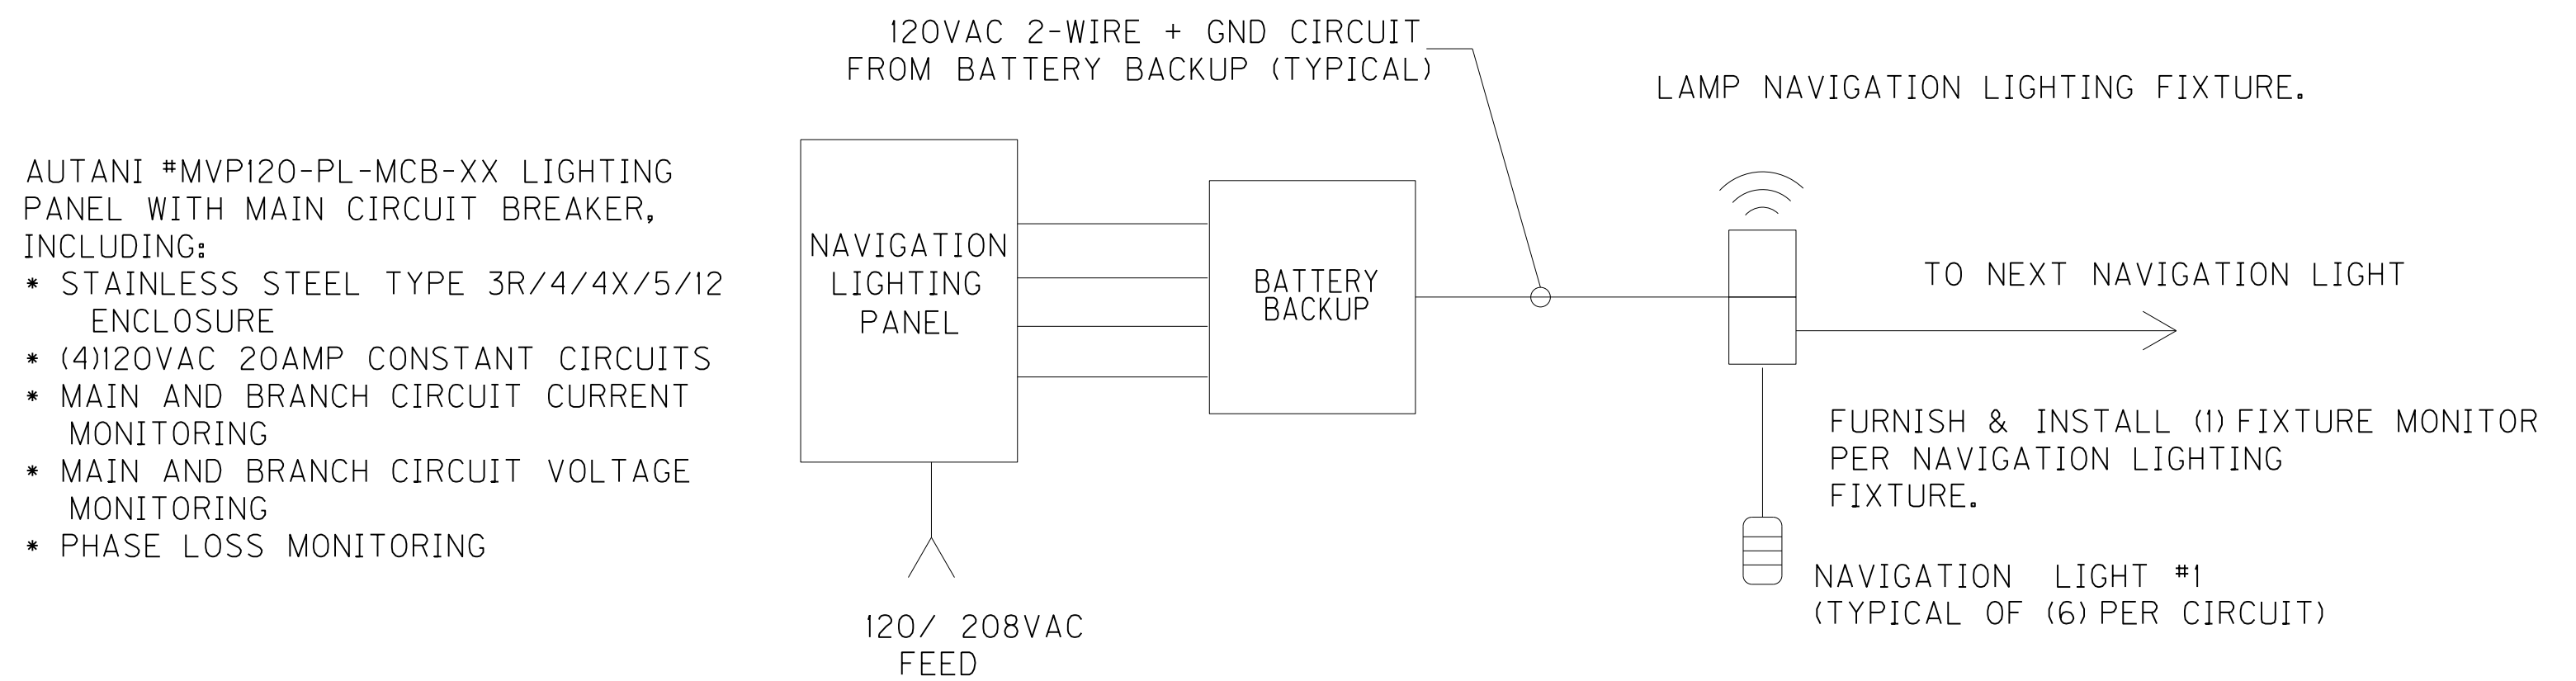 120VAC 2-WIRE + GND CIRCUIT
FROM BATTERY BACKUP (TYPICAL)
LAMP NAVIGATION LIGHTING FIXTURE.
AUTANI #MVP120-PL-MCB-XX LIGHTING
PANEL WITH MAIN CIRCUIT BREAKER,
INCLUDING:
* STAINLESS STEEL TYPE 3R/4/4X/5/12
ENCLOSURE
* (4)120VAC 20AMP CONSTANT CIRCUITS
* MAIN AND BRANCH CIRCUIT CURRENT
MONITORING
* MAIN AND BRANCH CIRCUIT VOLTAGE
MONITORING
* PHASE LOSS MONITORING
NAVIGATION
LIGHTING
PANEL
BATTERY
BACKUP
TO NEXT NAVIGATION LIGHT
FURNISH & INSTALL (1) FIXTURE MONITOR
PER NAVIGATION LIGHTING
FIXTURE.
NAVIGATION LIGHT #1
(TYPICAL OF (6) PER CIRCUIT)
120/ 208VAC
FEED